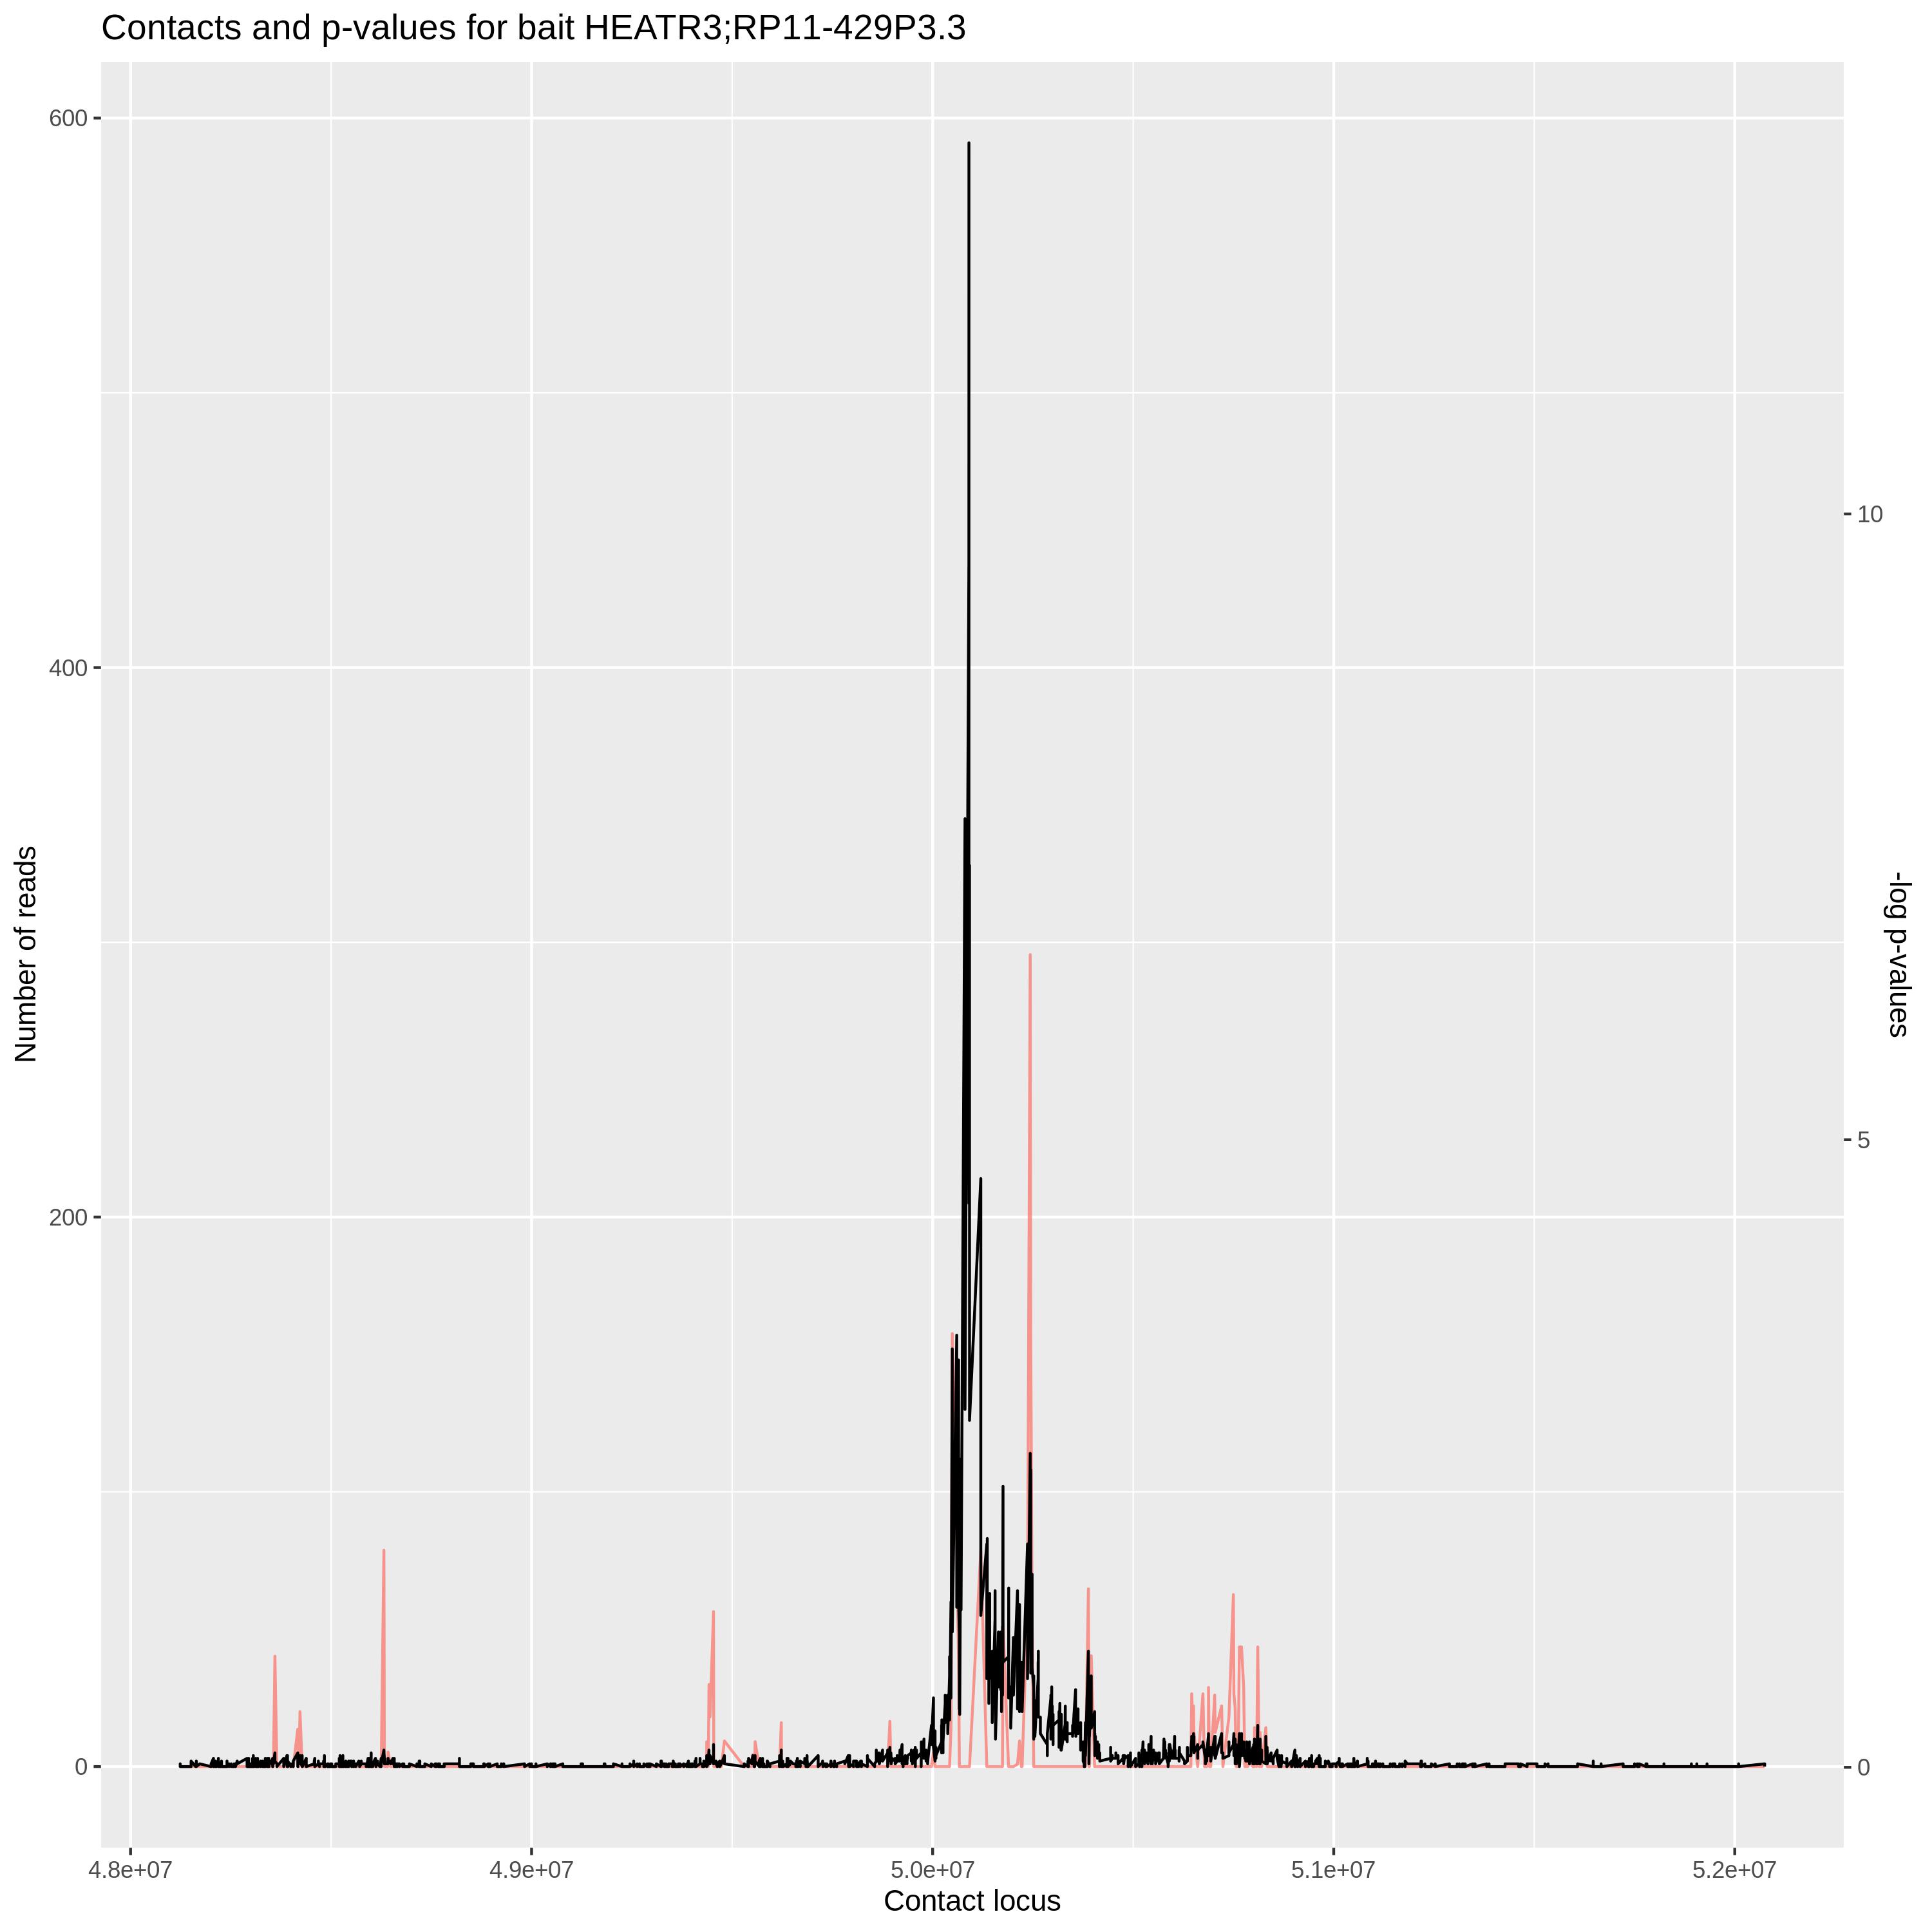 Contacts and p-values for bait HEATR3;RP11-429P3.3
600
400
200
0
Number of reads
10
5
0
-log p-values
4.8e+07 4.9e+07 5.0e+07 5.1e+07 5.2e+07
Contact locus